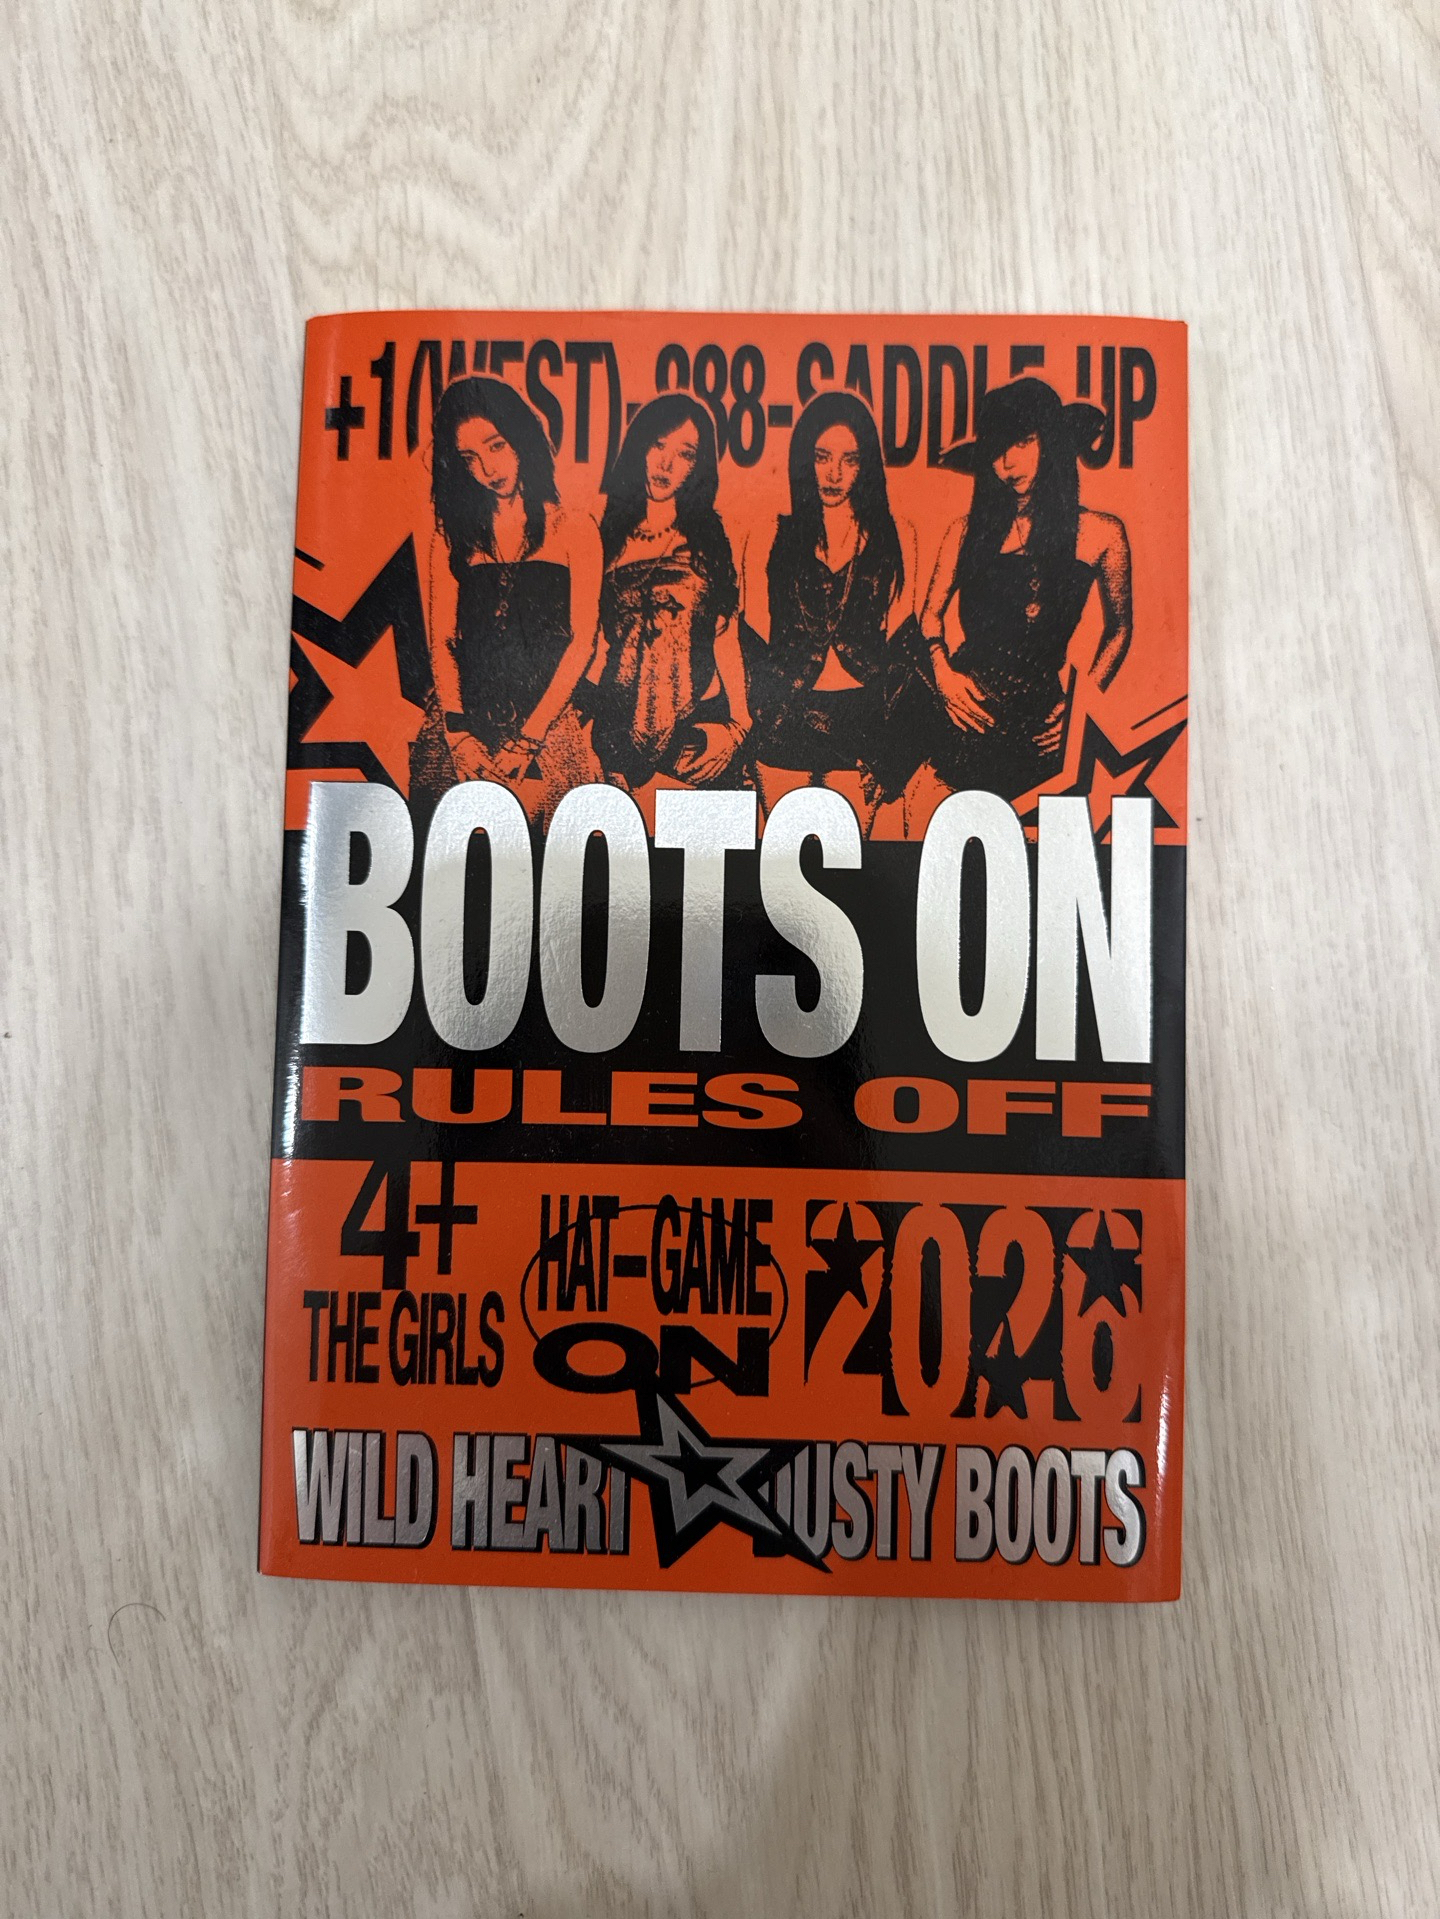 +1(WEST)-888-SADDLE-UP
BOOTS ON
RULES OFF
4+
THE GIRLS
HAT-GAME
ON
2026
WILD HEART DUSTY BOOTS